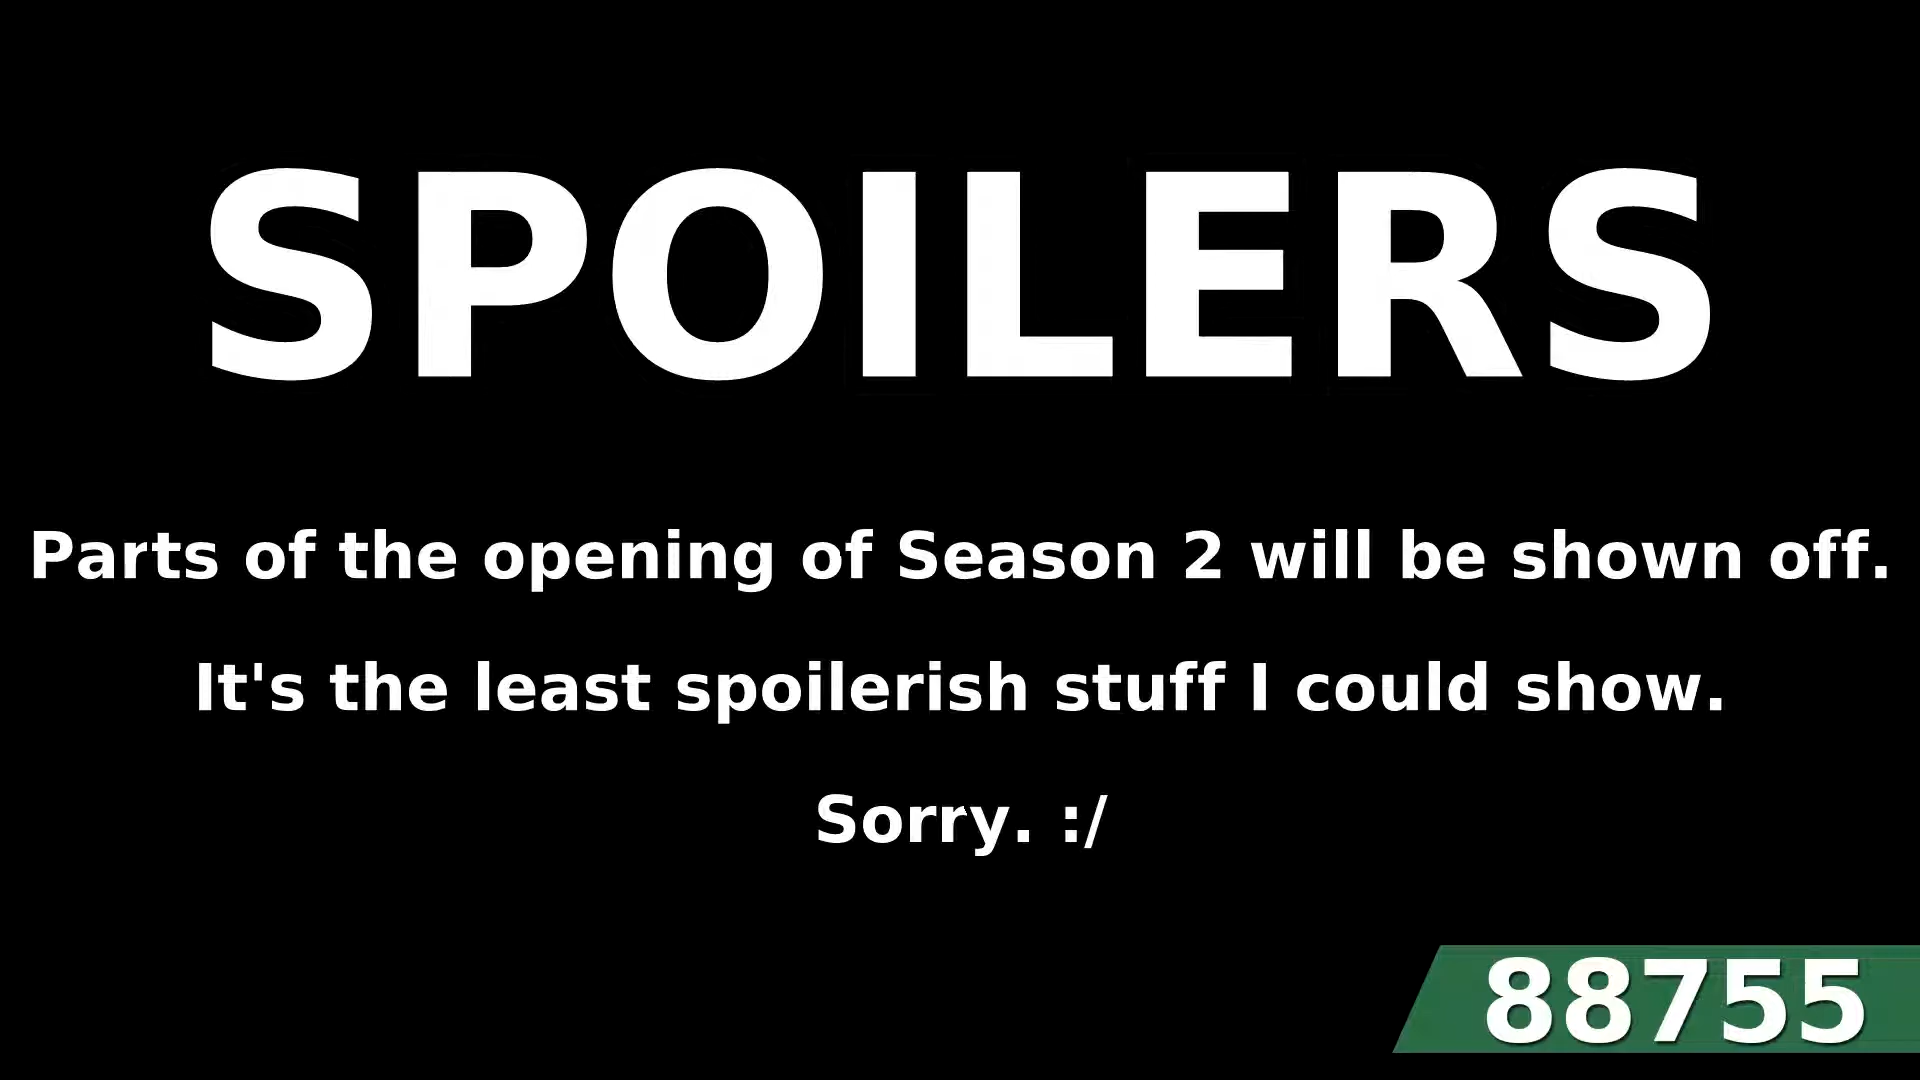 SPOILERS
Parts of the opening of Season 2 will be shown off.
It's the least spoilerish stuff I could show.
Sorry. :/
88755